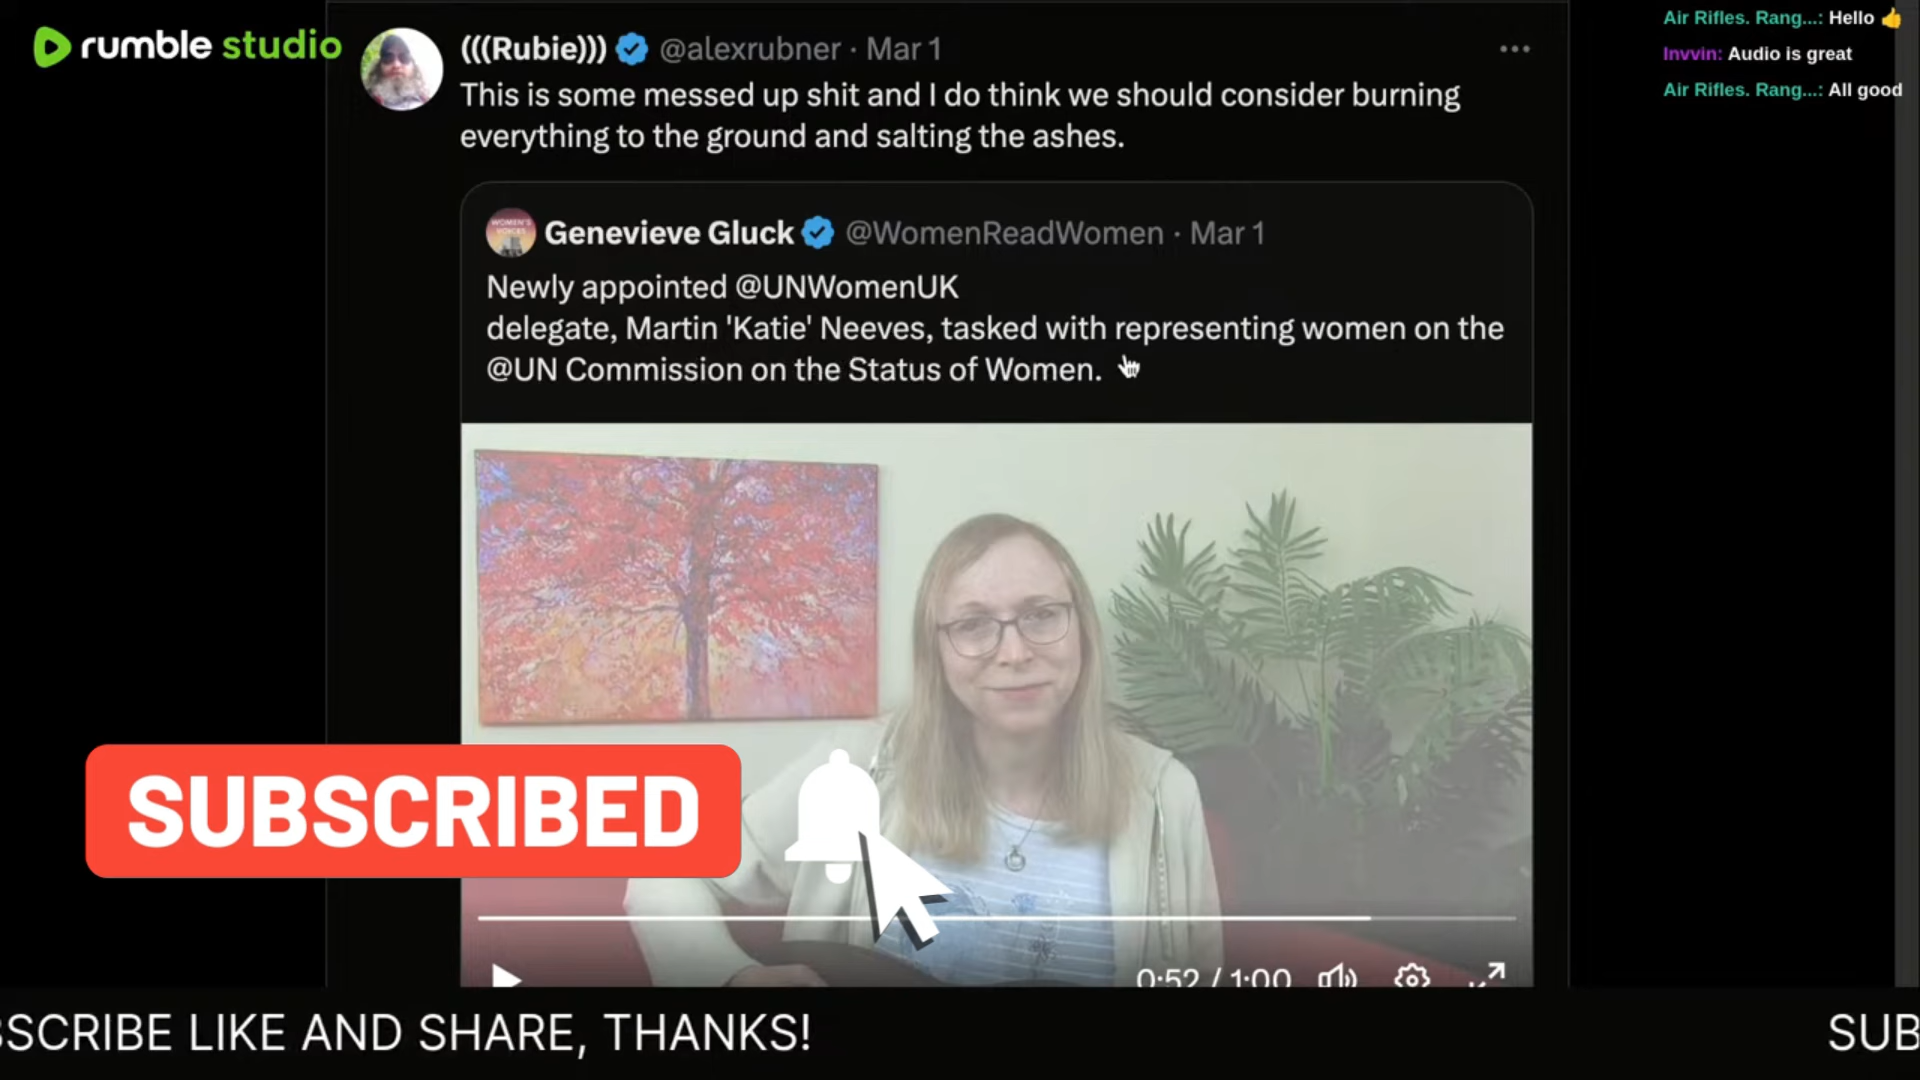 rumble studio
(((Rubie))) @alexrubner · Mar 1
This is some messed up shit and I do think we should consider burning
everything to the ground and salting the ashes.
WOMEN'S
VOICES
Genevieve Gluck @WomenReadWomen · Mar 1
Newly appointed @UNWomenUK
delegate, Martin 'Katie' Neeves, tasked with representing women on the
@UN Commission on the Status of Women.
Air Rifles. Rang...: Hello 👍
Invvin: Audio is great
Air Rifles. Rang...: All good
SUBSCRIBED
0:52 / 1:00
BSCRIBE LIKE AND SHARE, THANKS!
SUB